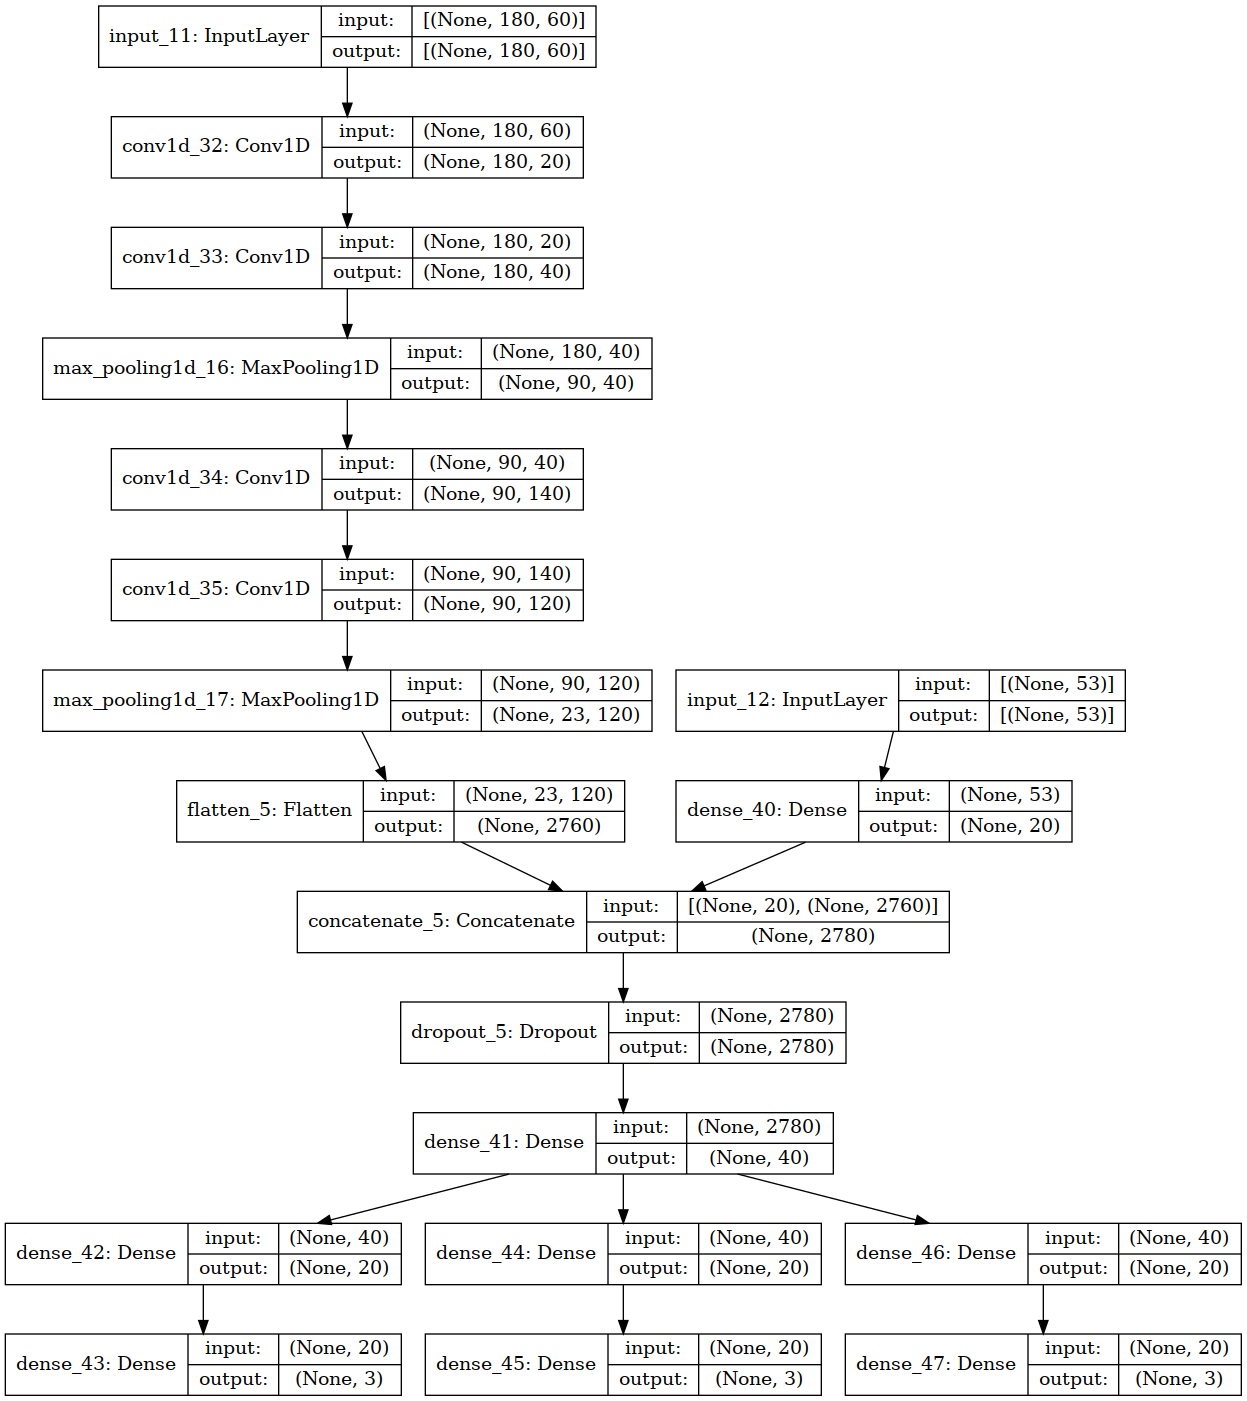 input_11: InputLayer
input: [(None, 180, 60)]
output: [(None, 180, 60)]
conv1d_32: Conv1D
input: (None, 180, 60)
output: (None, 180, 20)
conv1d_33: Conv1D
input: (None, 180, 20)
output: (None, 180, 40)
max_pooling1d_16: MaxPooling1D
input: (None, 180, 40)
output: (None, 90, 40)
conv1d_34: Conv1D
input: (None, 90, 40)
output: (None, 90, 140)
conv1d_35: Conv1D
input: (None, 90, 140)
output: (None, 90, 120)
max_pooling1d_17: MaxPooling1D
input: (None, 90, 120)
output: (None, 23, 120)
input_12: InputLayer
input: [(None, 53)]
output: [(None, 53)]
flatten_5: Flatten
input: (None, 23, 120)
output: (None, 2760)
dense_40: Dense
input: (None, 53)
output: (None, 20)
concatenate_5: Concatenate
input: [(None, 20), (None, 2760)]
output: (None, 2780)
dropout_5: Dropout
input: (None, 2780)
output: (None, 2780)
dense_41: Dense
input: (None, 2780)
output: (None, 40)
dense_42: Dense
input: (None, 40)
output: (None, 20)
dense_44: Dense
input: (None, 40)
output: (None, 20)
dense_46: Dense
input: (None, 40)
output: (None, 20)
dense_43: Dense
input: (None, 20)
output: (None, 3)
dense_45: Dense
input: (None, 20)
output: (None, 3)
dense_47: Dense
input: (None, 20)
output: (None, 3)